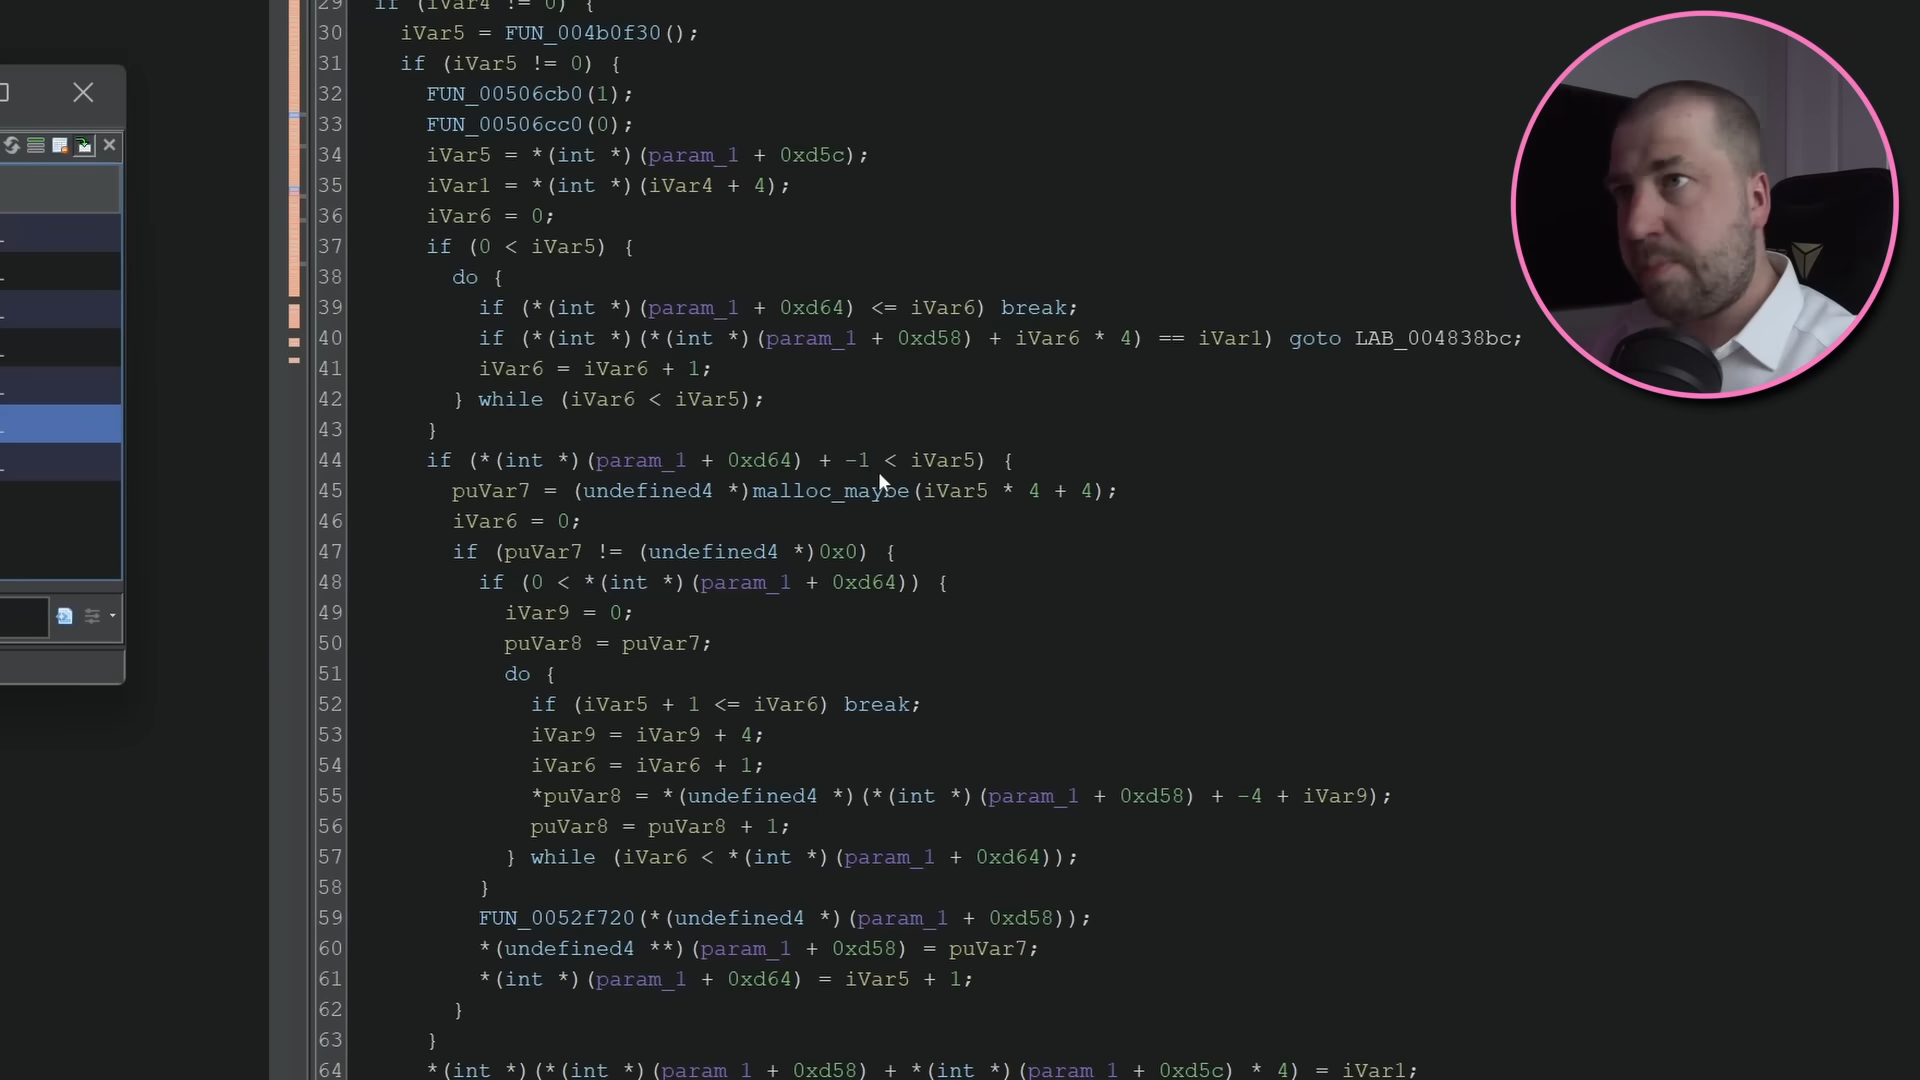 29 if (iVar4 != 0) {
30 iVar5 = FUN_004b0f30();
31 if (iVar5 != 0) {
32 FUN_00506cb0(1);
33 FUN_00506cc0(0);
34 iVar5 = *(int *)(param_1 + 0xd5c);
35 iVar1 = *(int *)(iVar4 + 4);
36 iVar6 = 0;
37 if (0 < iVar5) {
38 do {
39 if (*(int *)(param_1 + 0xd64) <= iVar6) break;
40 if (*(int *)(*(int *)(param_1 + 0xd58) + iVar6 * 4) == iVar1) goto LAB_004838bc;
41 iVar6 = iVar6 + 1;
42 } while (iVar6 < iVar5);
43 }
44 if (*(int *)(param_1 + 0xd64) + -1 < iVar5) {
45 puVar7 = (undefined4 *)malloc_maybe(iVar5 * 4 + 4);
46 iVar6 = 0;
47 if (puVar7 != (undefined4 *)0x0) {
48 if (0 < *(int *)(param_1 + 0xd64)) {
49 iVar9 = 0;
50 puVar8 = puVar7;
51 do {
52 if (iVar5 + 1 <= iVar6) break;
53 iVar9 = iVar9 + 4;
54 iVar6 = iVar6 + 1;
55 *puVar8 = *(undefined4 *)(*(int *)(param_1 + 0xd58) + -4 + iVar9);
56 puVar8 = puVar8 + 1;
57 } while (iVar6 < *(int *)(param_1 + 0xd64));
58 }
59 FUN_0052f720(*(undefined4 *)(param_1 + 0xd58));
60 *(undefined4 **)(param_1 + 0xd58) = puVar7;
61 *(int *)(param_1 + 0xd64) = iVar5 + 1;
62 }
63 }
64 *(int *)(*(int *)(param_1 + 0xd58) + *(int *)(param_1 + 0xd5c) * 4) = iVar1;